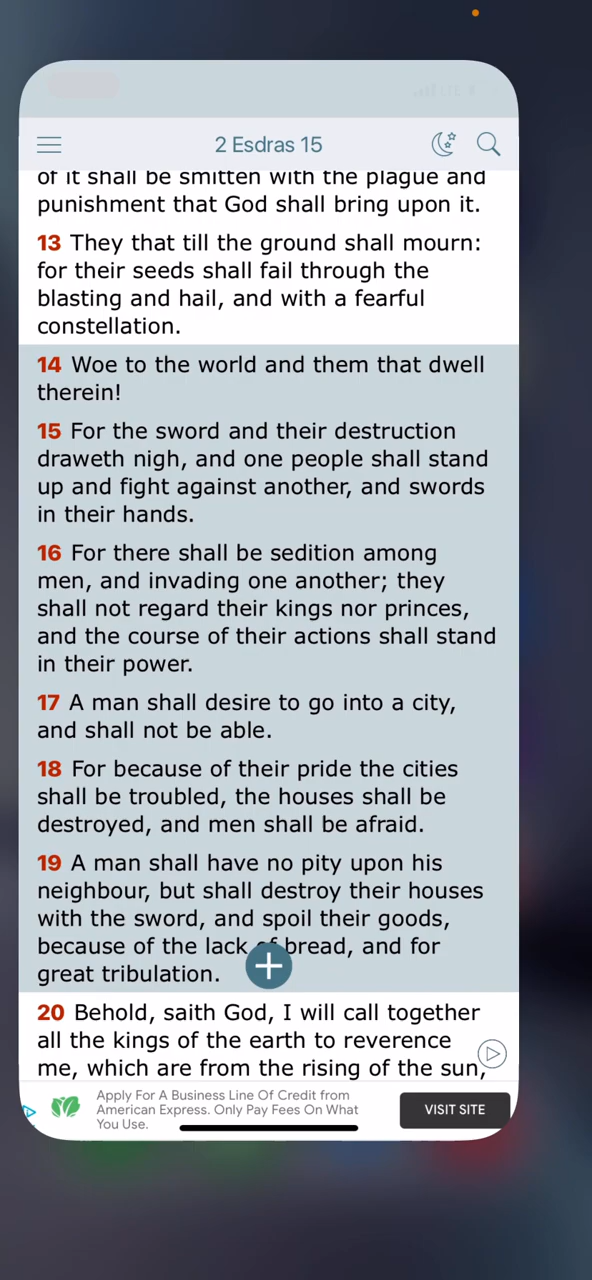 2 Esdras 15
of it shall be smitten with the plague and
punishment that God shall bring upon it.
13 They that till the ground shall mourn:
for their seeds shall fail through the
blasting and hail, and with a fearful
constellation.
14 Woe to the world and them that dwell
therein!
15 For the sword and their destruction
draweth nigh, and one people shall stand
up and fight against another, and swords
in their hands.
16 For there shall be sedition among
men, and invading one another; they
shall not regard their kings nor princes,
and the course of their actions shall stand
in their power.
17 A man shall desire to go into a city,
and shall not be able.
18 For because of their pride the cities
shall be troubled, the houses shall be
destroyed, and men shall be afraid.
19 A man shall have no pity upon his
neighbour, but shall destroy their houses
with the sword, and spoil their goods,
because of the lack of bread, and for
great tribulation.
20 Behold, saith God, I will call together
all the kings of the earth to reverence
me, which are from the rising of the sun,
Apply For A Business Line Of Credit from
American Express. Only Pay Fees On What
You Use.
VISIT SITE